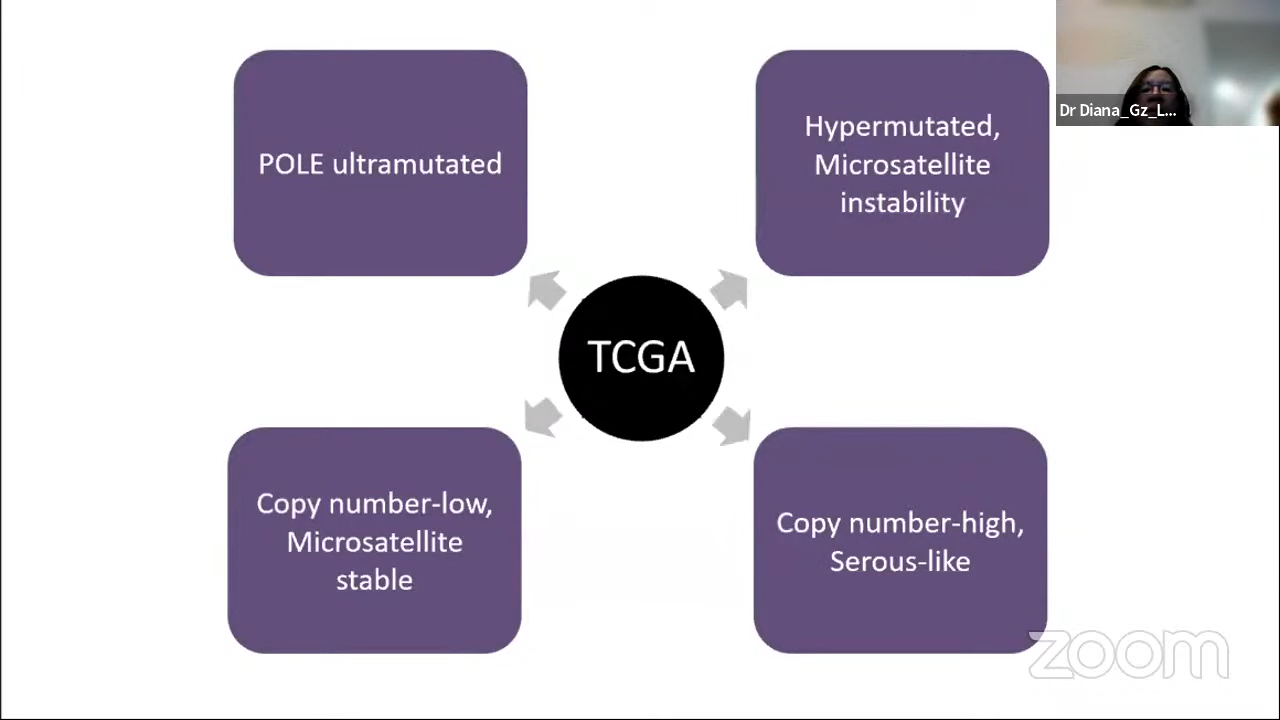 POLE ultramutated
Hypermutated,
Microsatellite
instability
Dr Diana_Gz_L...
TCGA
Copy number-low,
Microsatellite
stable
Copy number-high,
Serous-like
zoom